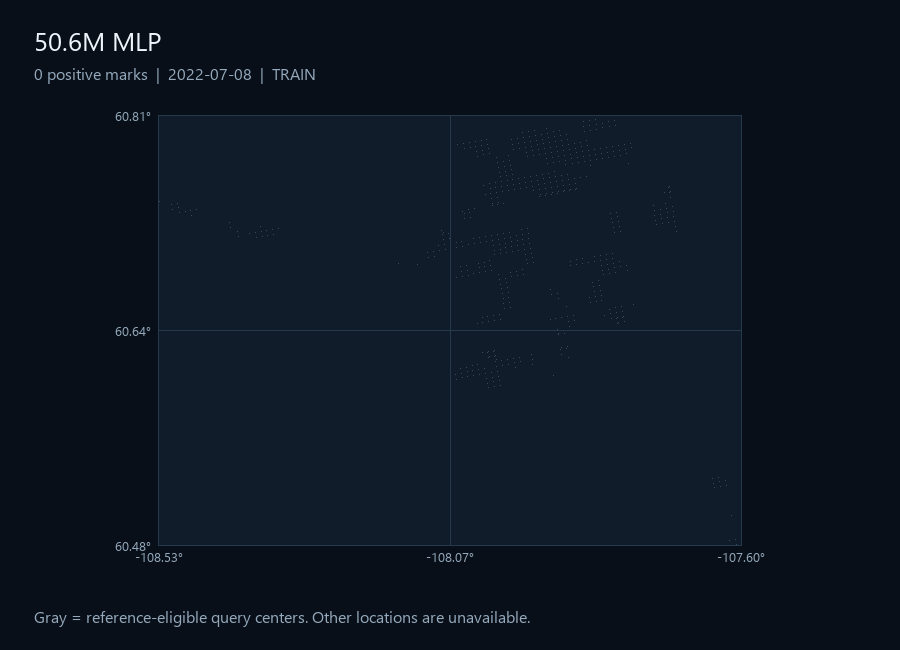 50.6M MLP
0 positive marks | 2022-07-08 | TRAIN
60.81°
60.64°
60.48°
-108.53°
-108.07°
-107.60°
Gray = reference-eligible query centers. Other locations are unavailable.